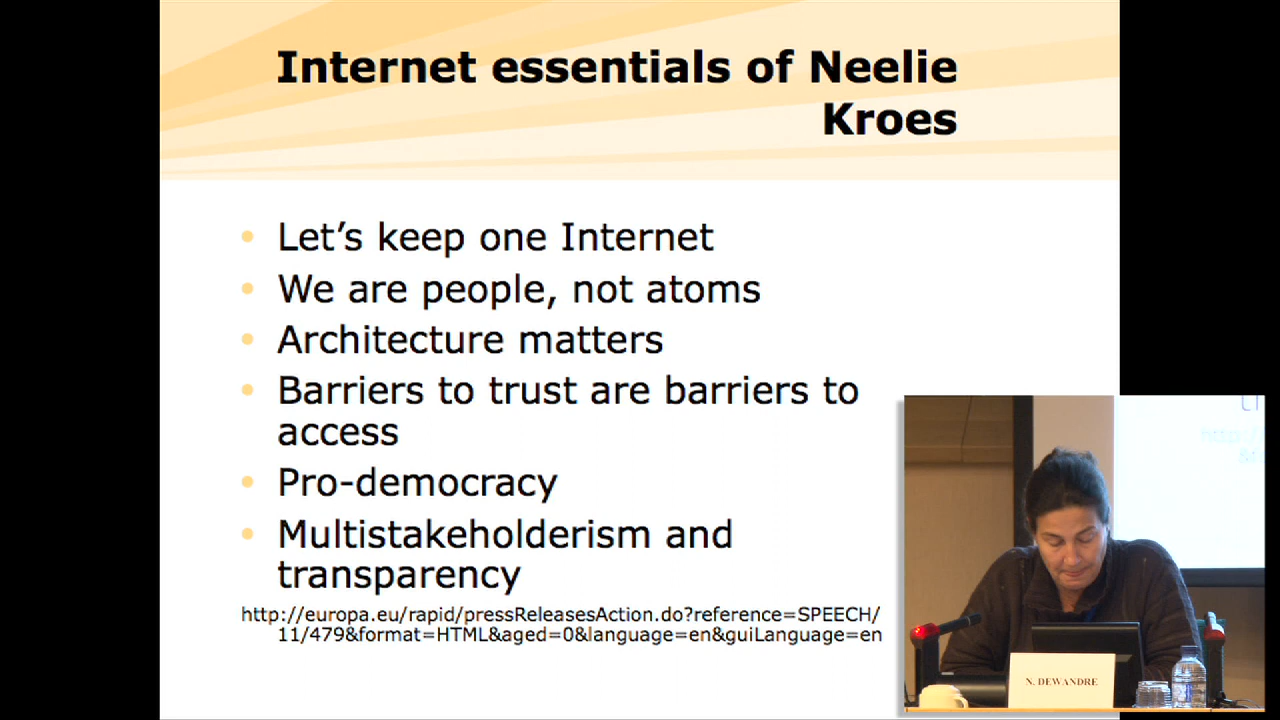 Internet essentials of Neelie
Kroes
• Let’s keep one Internet
• We are people, not atoms
• Architecture matters
• Barriers to trust are barriers to
access
• Pro-democracy
• Multistakeholderism and
transparency
http://europa.eu/rapid/pressReleasesAction.do?reference=SPEECH/
11/479&format=HTML&aged=0&language=en&guiLanguage=en
N. DEWANDRE